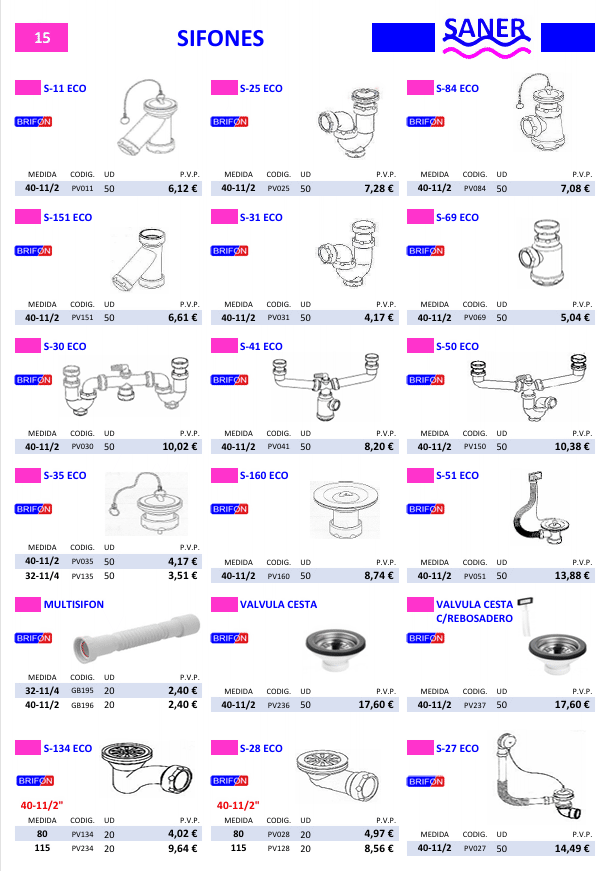 15
SIFONES
SANER
S-11 ECO
BRIFON
MEDIDA CODIG. UD P.V.P.
40-11/2 PV011 50 6,12 €
S-25 ECO
BRIFON
MEDIDA CODIG. UD P.V.P.
40-11/2 PV025 50 7,28 €
S-84 ECO
BRIFON
MEDIDA CODIG. UD P.V.P.
40-11/2 PV084 50 7,08 €
S-151 ECO
BRIFON
MEDIDA CODIG. UD P.V.P.
40-11/2 PV151 50 6,61 €
S-31 ECO
BRIFON
MEDIDA CODIG. UD P.V.P.
40-11/2 PV031 50 4,17 €
S-69 ECO
BRIFON
MEDIDA CODIG. UD P.V.P.
40-11/2 PV069 50 5,04 €
S-30 ECO
BRIFON
MEDIDA CODIG. UD P.V.P.
40-11/2 PV030 50 10,02 €
S-41 ECO
BRIFON
MEDIDA CODIG. UD P.V.P.
40-11/2 PV041 50 8,20 €
S-50 ECO
BRIFON
MEDIDA CODIG. UD P.V.P.
40-11/2 PV150 50 10,38 €
S-35 ECO
BRIFON
MEDIDA CODIG. UD P.V.P.
40-11/2 PV035 50 4,17 €
32-11/4 PV135 50 3,51 €
S-160 ECO
BRIFON
MEDIDA CODIG. UD P.V.P.
40-11/2 PV160 50 8,74 €
S-51 ECO
BRIFON
MEDIDA CODIG. UD P.V.P.
40-11/2 PV051 50 13,88 €
MULTISIFON
BRIFON
MEDIDA CODIG. UD P.V.P.
32-11/4 GB195 20 2,40 €
40-11/2 GB196 20 2,40 €
VALVULA CESTA
BRIFON
MEDIDA CODIG. UD P.V.P.
40-11/2 PV236 50 17,60 €
VALVULA CESTA
C/REBOSADERO
BRIFON
MEDIDA CODIG. UD P.V.P.
40-11/2 PV237 50 17,60 €
S-134 ECO
BRIFON
40-11/2"
MEDIDA CODIG. UD P.V.P.
80 PV134 20 4,02 €
115 PV234 20 9,64 €
S-28 ECO
BRIFON
40-11/2"
MEDIDA CODIG. UD P.V.P.
80 PV028 20 4,97 €
115 PV128 20 8,56 €
S-27 ECO
BRIFON
MEDIDA CODIG. UD P.V.P.
40-11/2 PV027 50 14,49 €